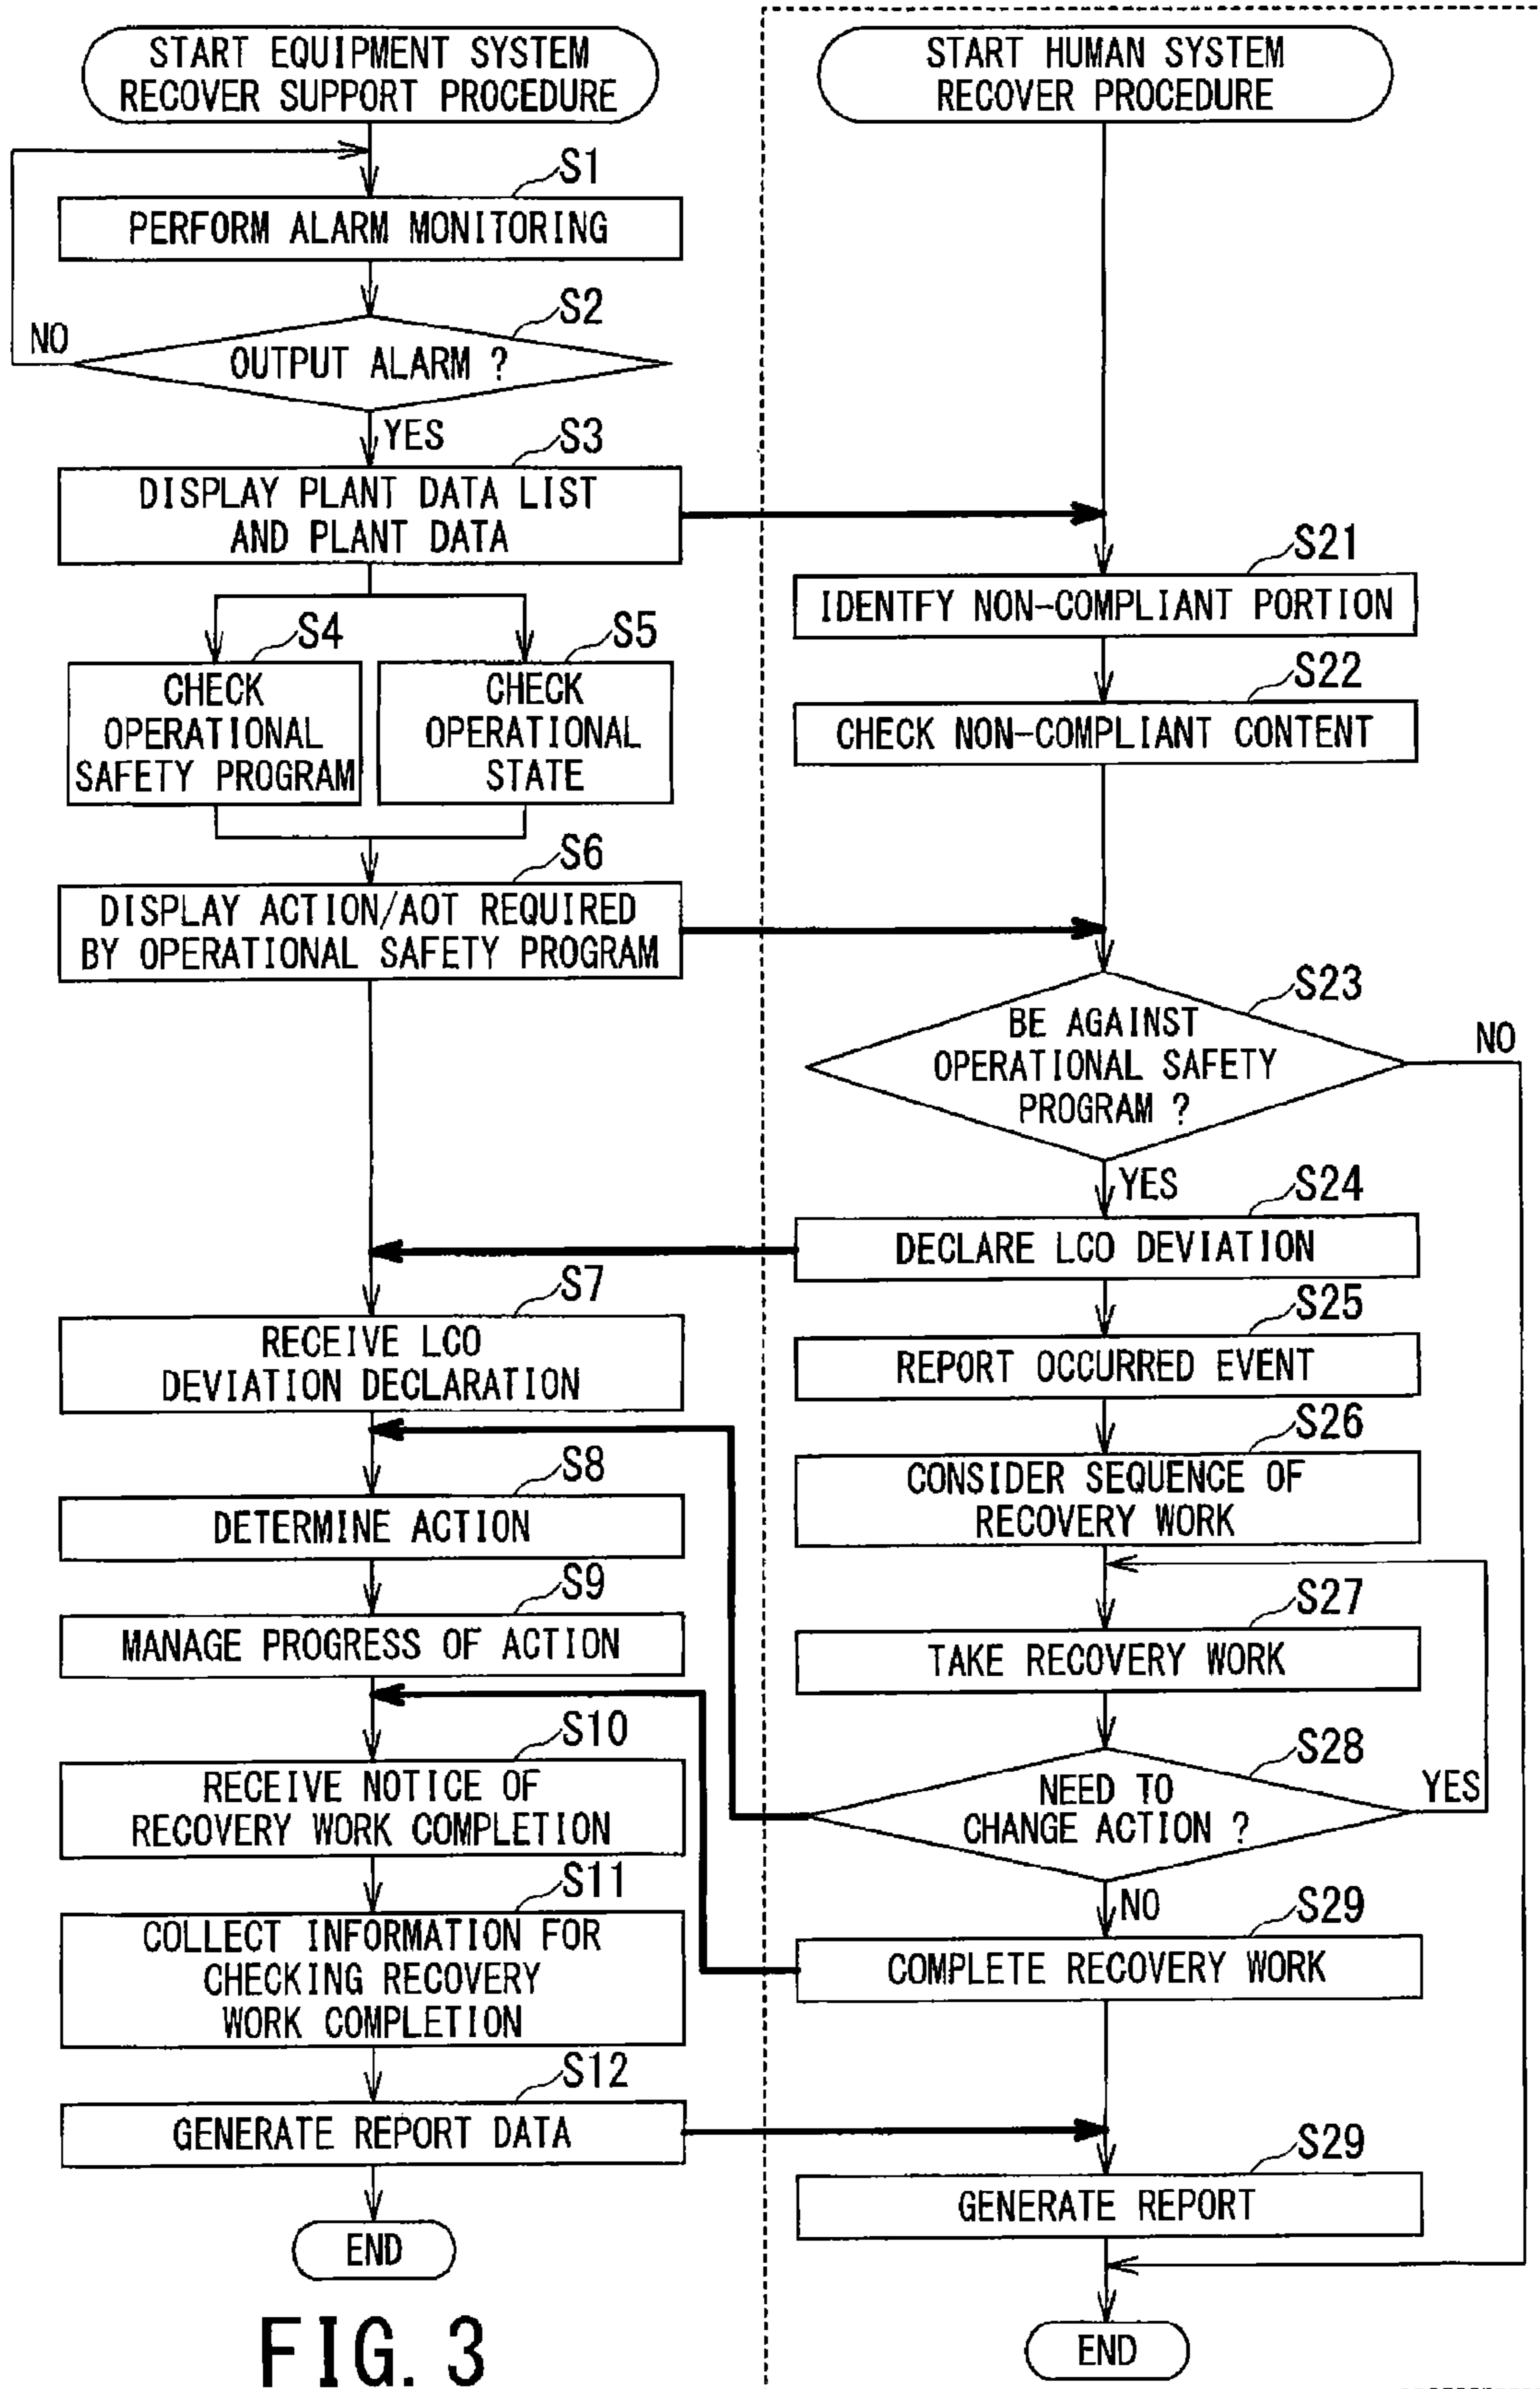 START EQUIPMENT SYSTEM
RECOVER SUPPORT PROCEDURE
S1
PERFORM ALARM MONITORING
S2
OUTPUT ALARM ?
NO
YES
S3
DISPLAY PLANT DATA LIST
AND PLANT DATA
S4
CHECK
OPERATIONAL
SAFETY PROGRAM
S5
CHECK
OPERATIONAL
STATE
S6
DISPLAY ACTION/AOT REQUIRED
BY OPERATIONAL SAFETY PROGRAM
S7
RECEIVE LCO
DEVIATION DECLARATION
S8
DETERMINE ACTION
S9
MANAGE PROGRESS OF ACTION
S10
RECEIVE NOTICE OF
RECOVERY WORK COMPLETION
S11
COLLECT INFORMATION FOR
CHECKING RECOVERY
WORK COMPLETION
S12
GENERATE REPORT DATA
END
START HUMAN SYSTEM
RECOVER PROCEDURE
S21
IDENTFY NON-COMPLIANT PORTION
S22
CHECK NON-COMPLIANT CONTENT
S23
BE AGAINST
OPERATIONAL SAFETY
PROGRAM ?
NO
YES
S24
DECLARE LCO DEVIATION
S25
REPORT OCCURRED EVENT
S26
CONSIDER SEQUENCE OF
RECOVERY WORK
S27
TAKE RECOVERY WORK
S28
NEED TO
CHANGE ACTION ?
YES
NO
S29
COMPLETE RECOVERY WORK
S29
GENERATE REPORT
END
FIG. 3